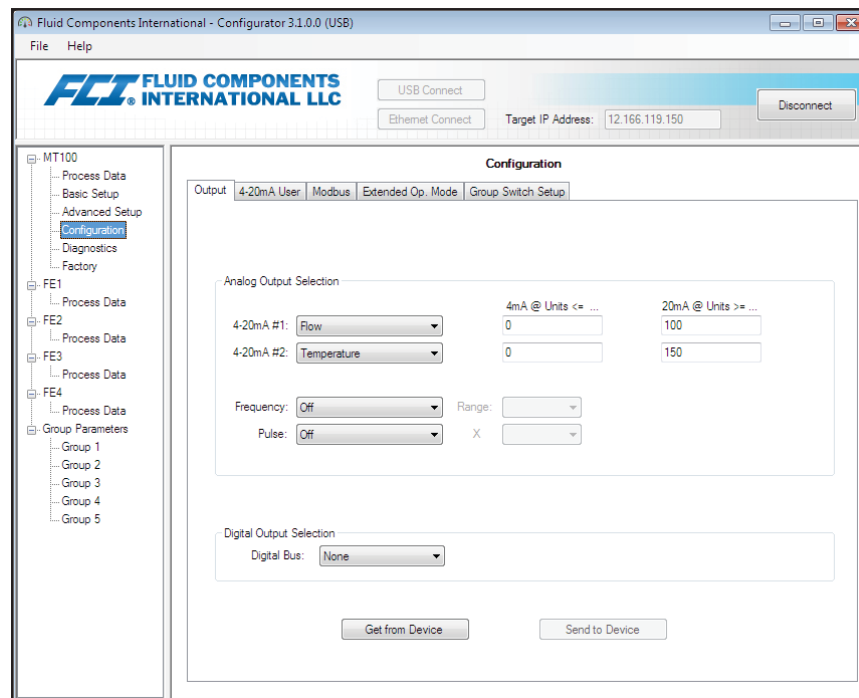 Fluid Components International - Configurator 3.1.0.0 (USB)
File Help
FCI FLUID COMPONENTS
® INTERNATIONAL LLC
USB Connect
Ethernet Connect
Target IP Address: 12.166.119.150
Disconnect
MT100
Process Data
Basic Setup
Advanced Setup
Configuration
Diagnostics
Factory
FE1
Process Data
FE2
Process Data
FE3
Process Data
FE4
Process Data
Group Parameters
Group 1
Group 2
Group 3
Group 4
Group 5
Configuration
Output 4-20mA User Modbus Extended Op. Mode Group Switch Setup
Analog Output Selection
4mA @ Units <= ... 20mA @ Units >= ...
4-20mA #1: Flow 0 100
4-20mA #2: Temperature 0 150
Frequency: Off Range:
Pulse: Off X
Digital Output Selection
Digital Bus: None
Get from Device Send to Device